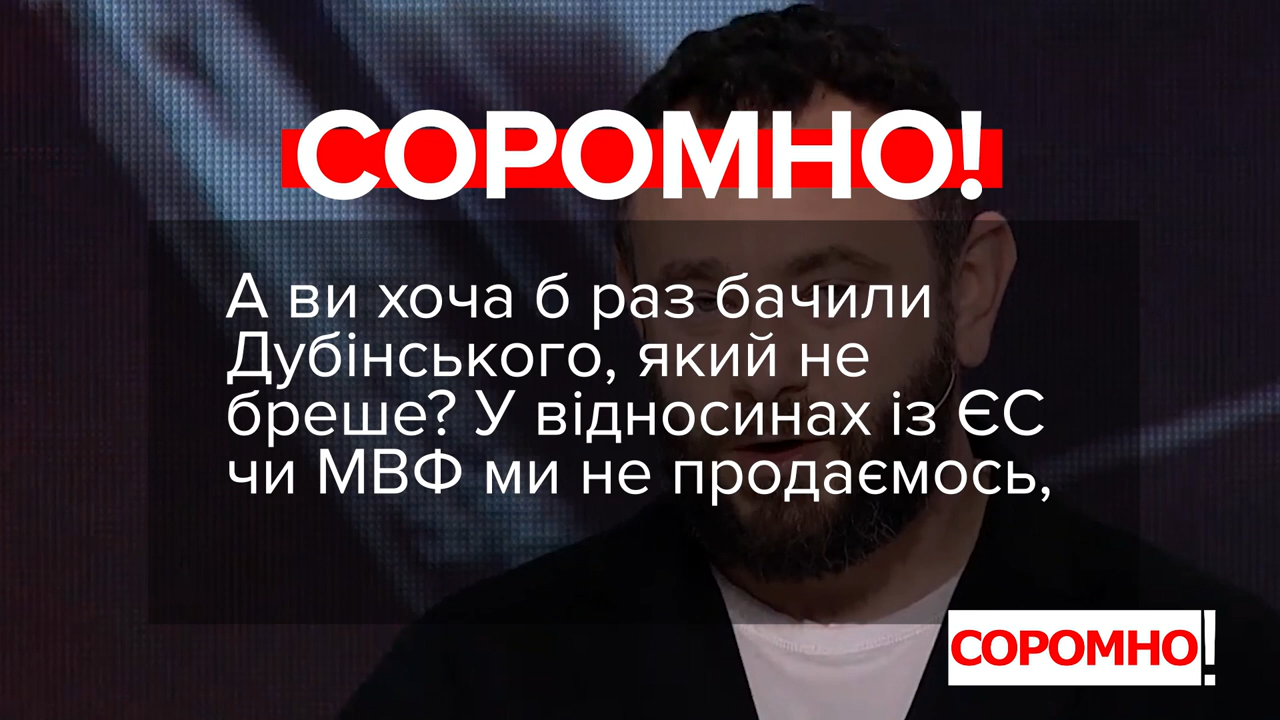 СОРОМНО!
А ви хоча б раз бачили
Дубінського, який не
бреше? У відносинах із ЄС
чи МВФ ми не продаємось,
СОРОМНО!